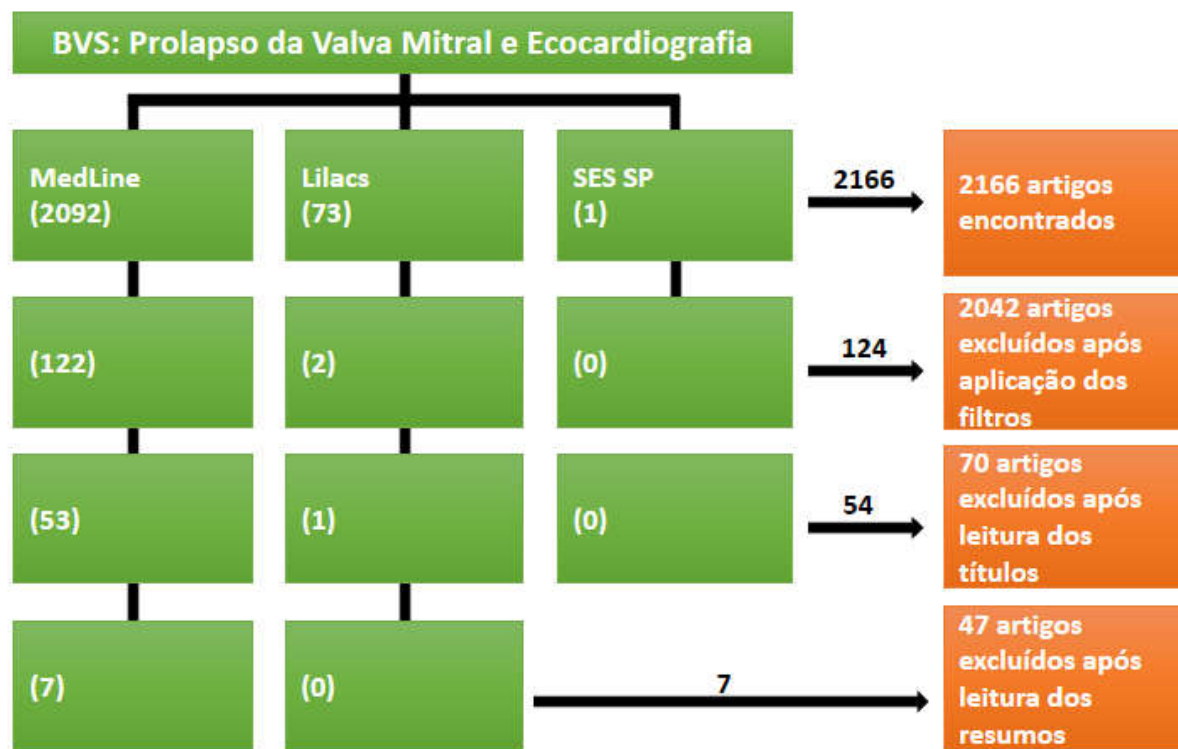 BVS: Prolapso da Valva Mitral e Ecocardiografia
MedLine
(2092)
Lilacs
(73)
SES SP
(1)
2166
2166 artigos
encontrados
(122)
(2)
(0)
124
2042 artigos
excluídos após
aplicação dos
filtros
(53)
(1)
(0)
54
70 artigos
excluídos após
leitura dos
títulos
(7)
(0)
7
47 artigos
excluídos após
leitura dos
resumos